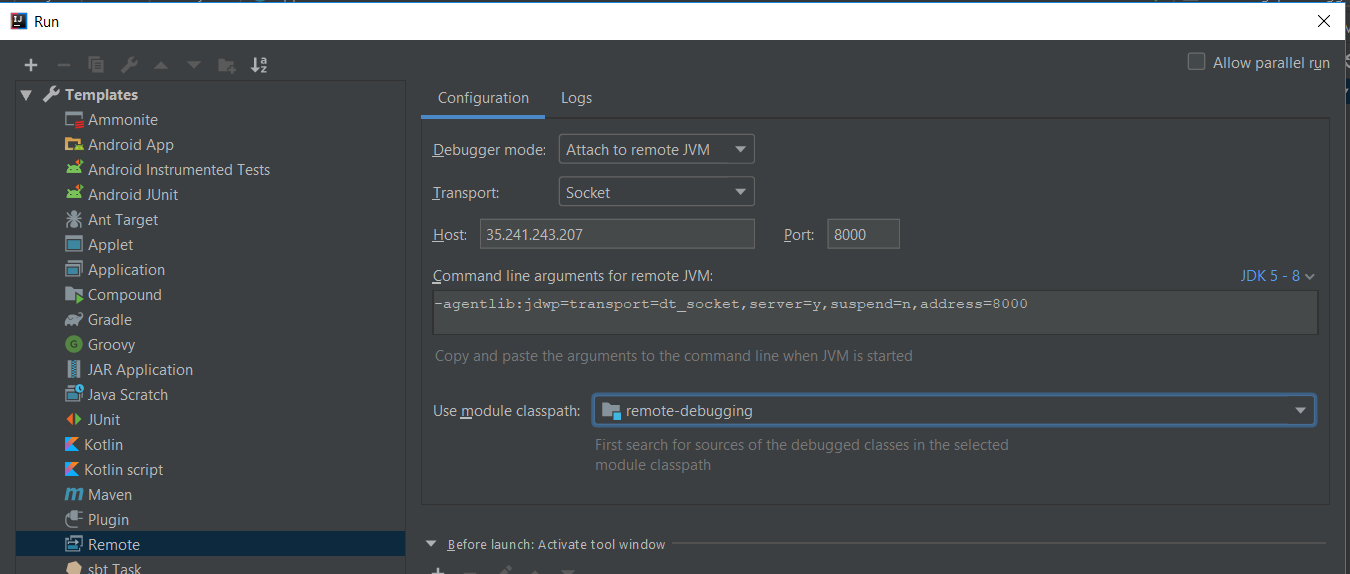 Run
Allow parallel run
Templates
Ammonite
Android App
Android Instrumented Tests
Android JUnit
Ant Target
Applet
Application
Compound
Gradle
Groovy
JAR Application
Java Scratch
JUnit
Kotlin
Kotlin script
Maven
Plugin
Remote
sbt Task
Configuration Logs
Debugger mode: Attach to remote JVM
Transport: Socket
Host: 35.241.243.207 Port: 8000
Command line arguments for remote JVM: JDK 5 - 8
-agentlib:jdwp=transport=dt_socket,server=y,suspend=n,address=8000
Copy and paste the arguments to the command line when JVM is started
Use module classpath: remote-debugging
First search for sources of the debugged classes in the selected
module classpath
Before launch: Activate tool window